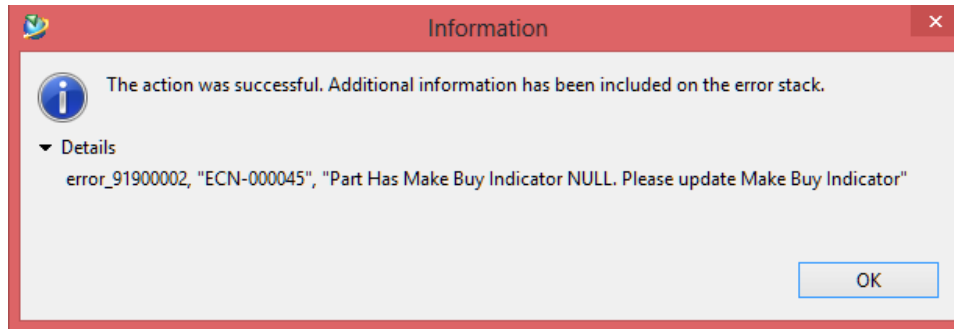 Information
The action was successful. Additional information has been included on the error stack.
Details
error_91900002, "ECN-000045", "Part Has Make Buy Indicator NULL. Please update Make Buy Indicator"
OK